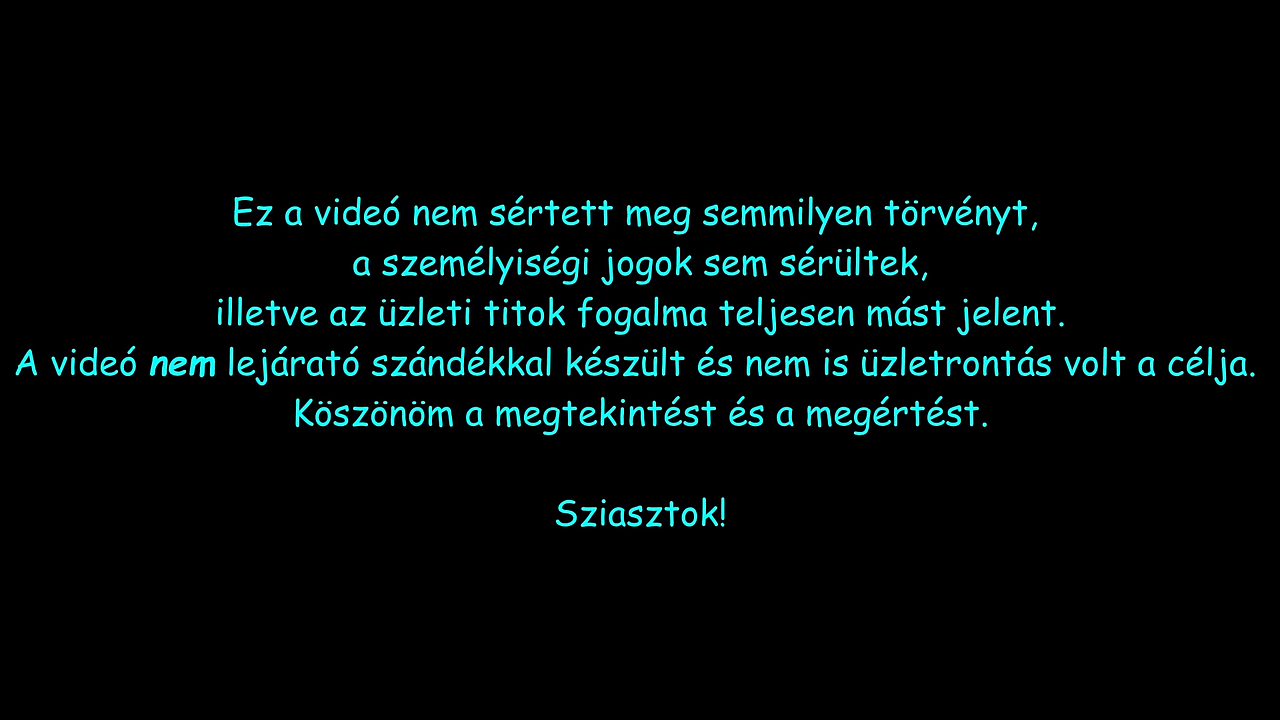 Ez a videó nem sértett meg semmilyen törvényt,
a személyiségi jogok sem sérültek,
illetve az üzleti titok fogalma teljesen mást jelent.
A videó nem lejárató szándékkal készült és nem is üzletrontás volt a célja.
Köszönöm a megtekintést és a megértést.
Sziasztok!